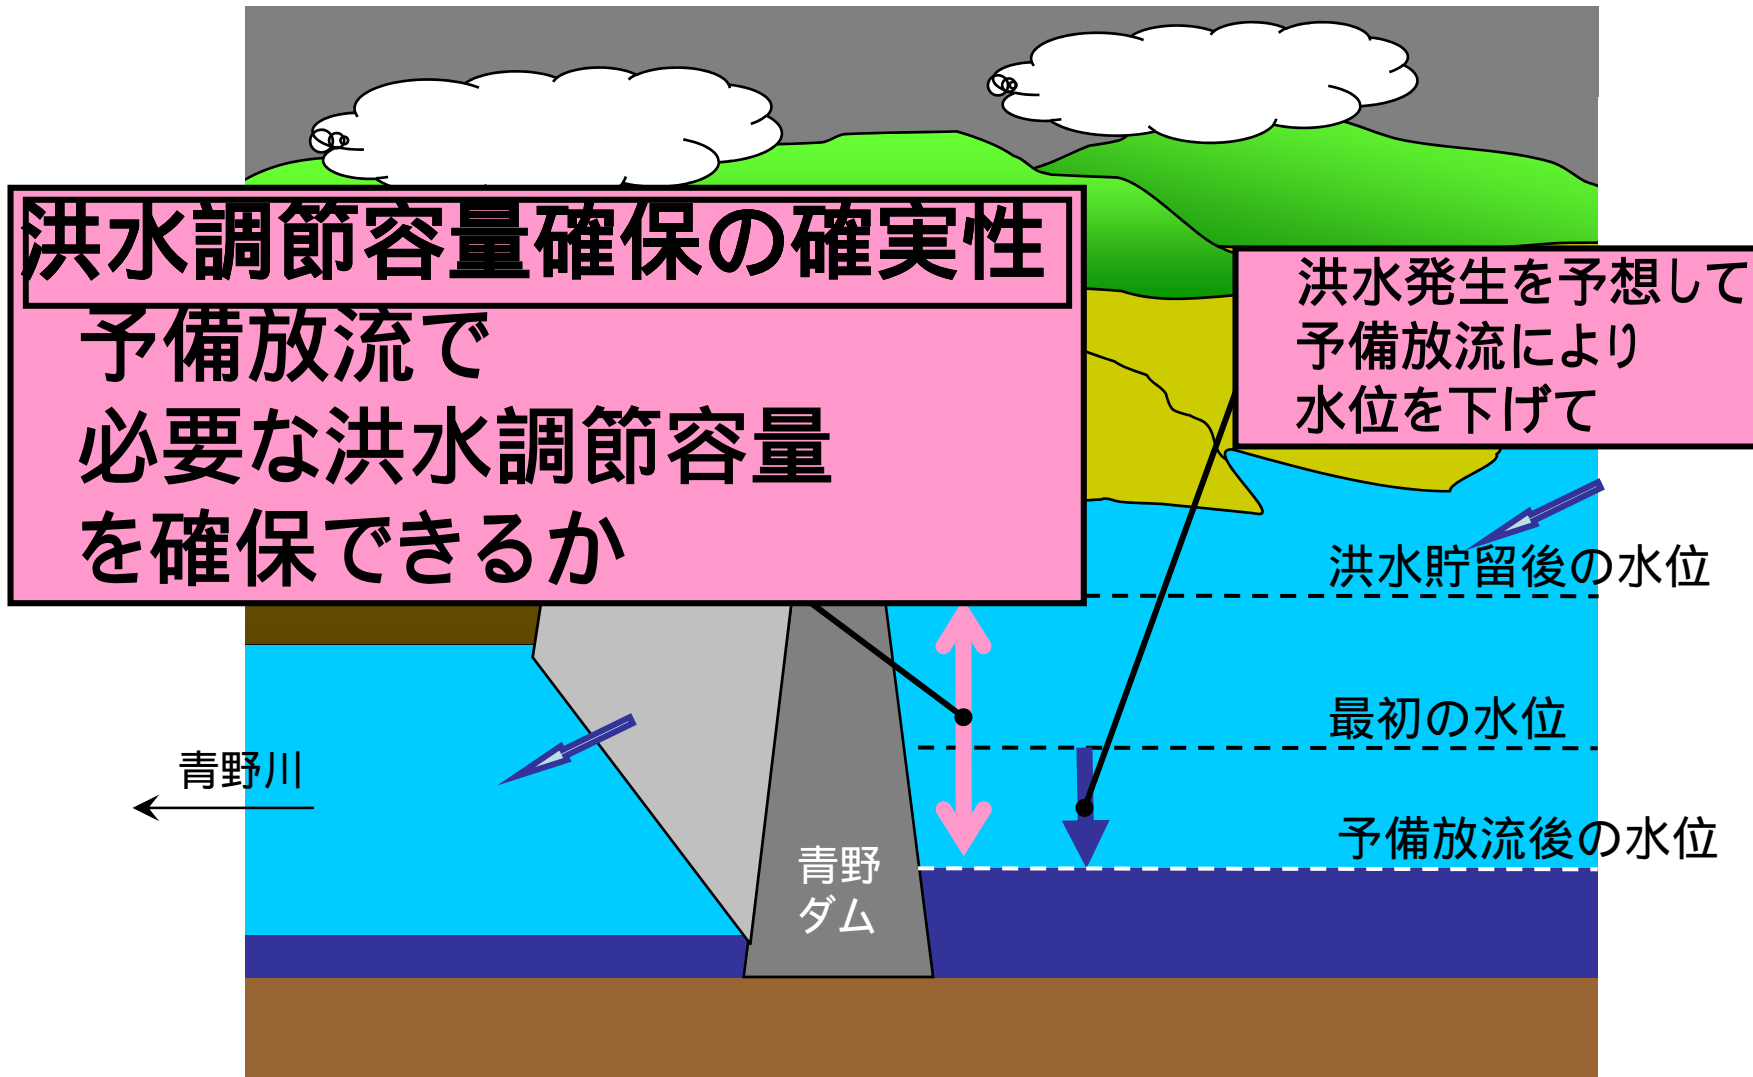 洪水調節容量確保の確実性
予備放流で
必要な洪水調節容量
を確保できるか
洪水発生を予想して
予備放流により
水位を下げて
洪水貯留後の水位
最初の水位
予備放流後の水位
青野川
青野
ダム